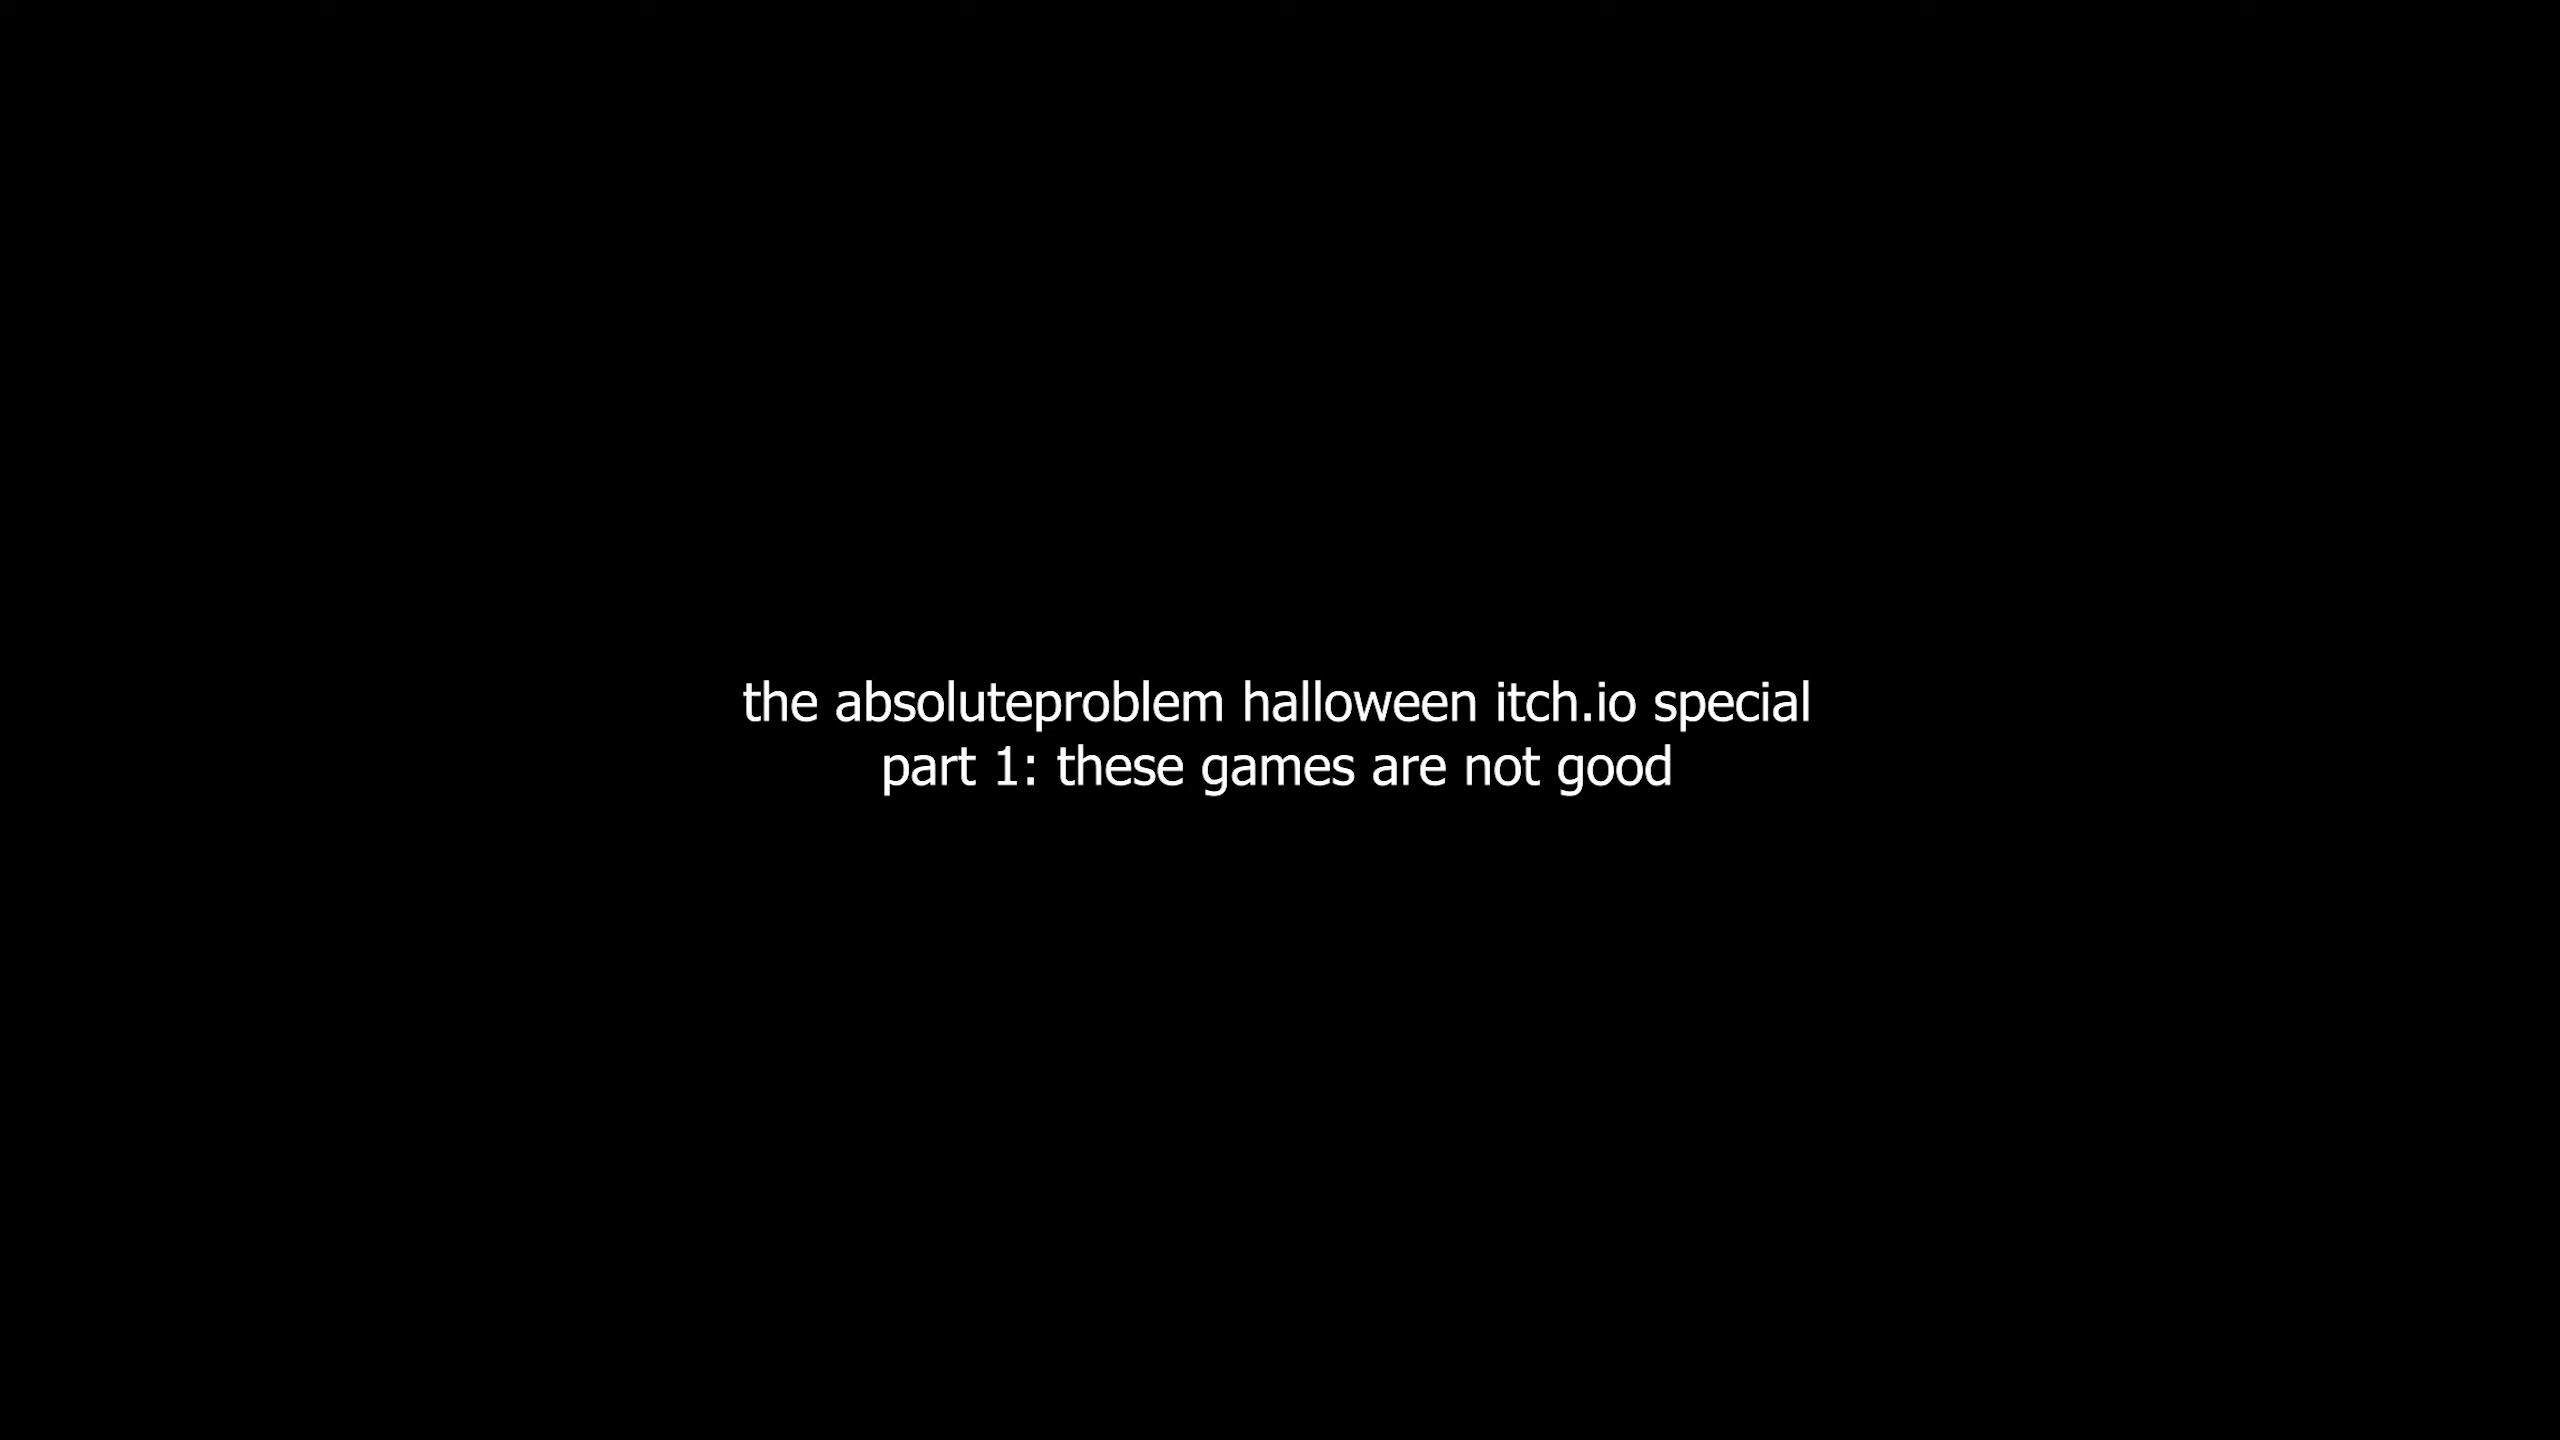 the absoluteproblem halloween itch.io special
part 1: these games are not good